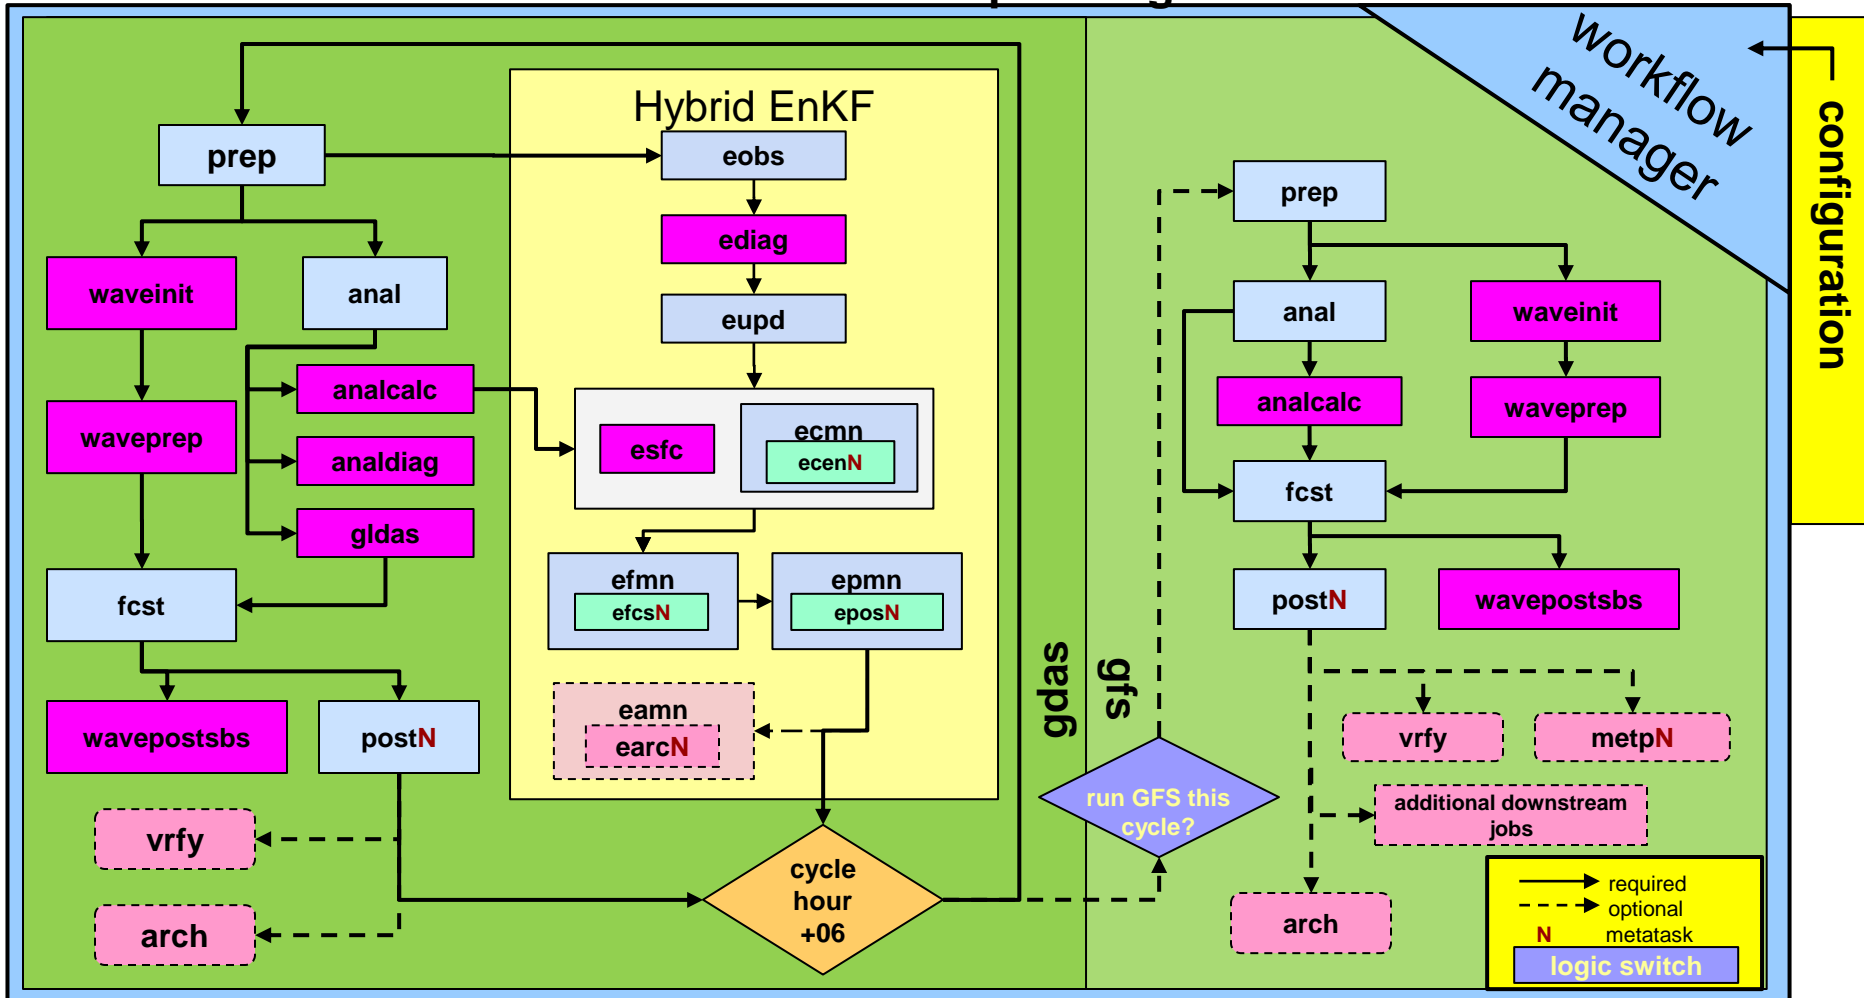 Hybrid EnKF
prep
eobs
ediag
eupd
waveinit
anal
analcalc
waveprep
analdiag
gldas
fcst
esfc
ecmn
ecenN
efmn
efcsN
epmn
eposN
eamn
earcN
wavepostsbs
postN
vrfy
arch
cycle
hour
+06
gdas
gfs
run GFS this
cycle?
prep
anal
waveinit
analcalc
waveprep
fcst
postN
wavepostsbs
vrfy
metpN
additional downstream
jobs
arch
workflow
manager
configuration
required
optional
N metatask
logic switch